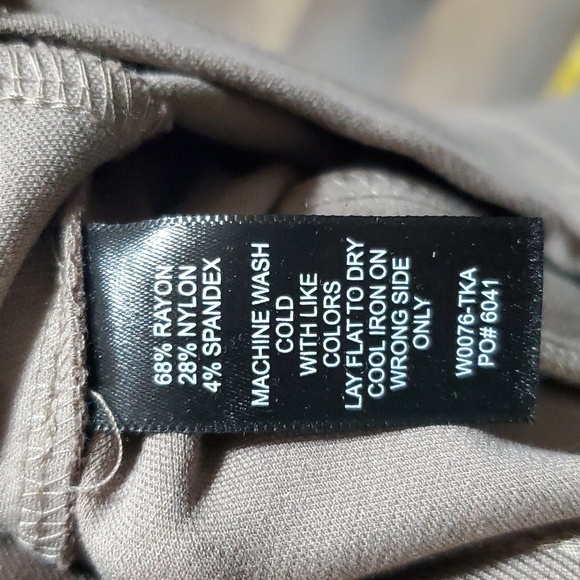 68% RAYON
28% NYLON
4% SPANDEX
MACHINE WASH
COLD
WITH LIKE
COLORS
LAY FLAT TO DRY
COOL IRON ON
WRONG SIDE
ONLY
W0076-TKA
PO# 6041